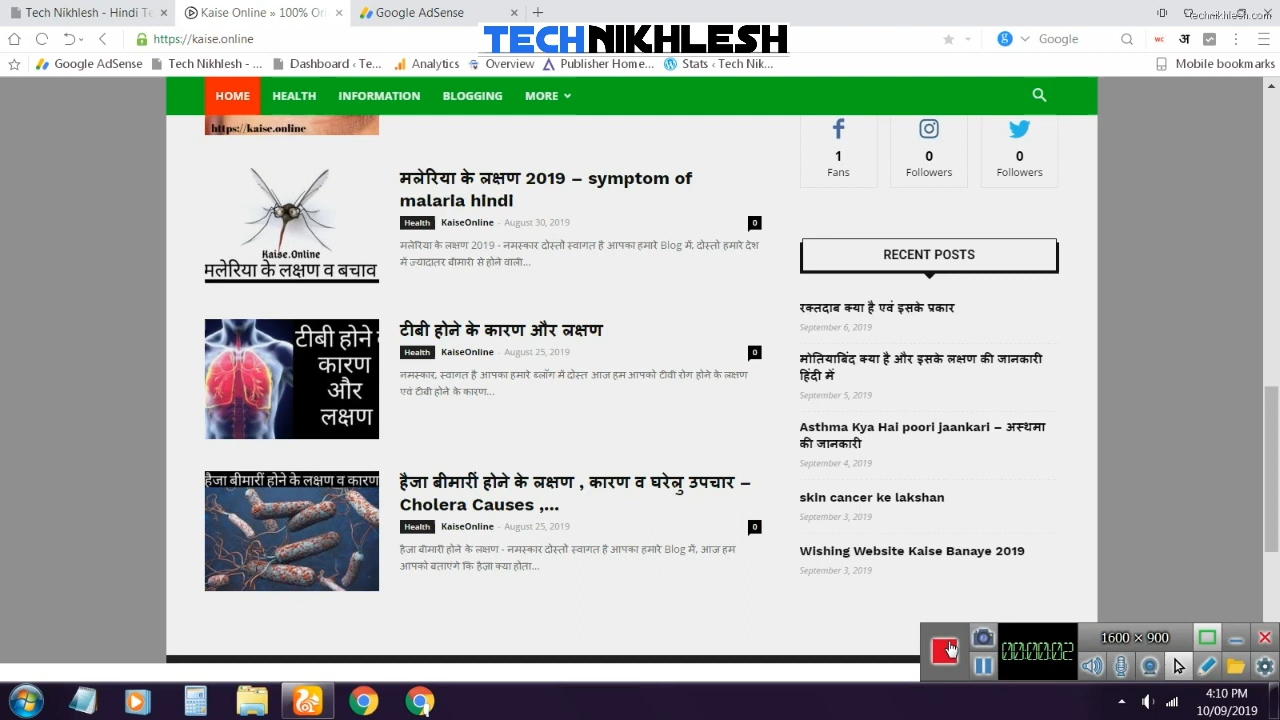 Tech Nikhlesh - Hindi T
Kaise Online » 100% Ori
Google AdSense
Technikhlesh.com
https://kaise.online
TECHNIKHLESH
Google
Google AdSense
Tech Nikhlesh - ...
Dashboard ‹ Te...
Analytics
Overview
Publisher Home...
Stats ‹ Tech Nik...
Mobile bookmarks
HOME
HEALTH
INFORMATION
BLOGGING
MORE
https://kaise.online
1
Fans
0
Followers
0
Followers
Kaise.Online
मलेरिया के लक्षण व बचाव
मलेरिया के लक्षण 2019 – symptom of
malaria hIndi
Health KaiseOnline - August 30, 2019
0
मलेरिया के लक्षण 2019 - नमस्कार दोस्तो स्वागत है आपका हमारे Blog में, दोस्तो हमारे देश
में ज्यादातर बीमारी से होने वाली...
टीबी होने
कारण
और
लक्षण
टीबी होने के कारण और लक्षण
Health KaiseOnline - August 25, 2019
0
नमस्कार, स्वागत है आपका हमारे ब्लॉग में दोस्त आज हम आपको टीवी रोग होने के लक्षण
एवं टीबी होने के कारण...
हैजा बीमारीं होने के लक्षण व कारण
हैजा बीमारीं होने के लक्षण , कारण व घरेलु उपचार –
Cholera Causes ,...
Health KaiseOnline - August 25, 2019
0
हैजा बीमारी होने के लक्षण - नमस्कार दोस्तो स्वागत है आपका हमारे Blog में, आज हम
आपको बताएंगे कि हैज़ा क्या होता...
RECENT POSTS
रक्तदाब क्या है एवं इसके प्रकार
September 6, 2019
मोतियाबिंद क्या है और इसके लक्षण की जानकारी
हिंदी में
September 5, 2019
Asthma Kya Hai poori jaankari – अस्थमा
की जानकारी
September 4, 2019
skin cancer ke lakshan
September 3, 2019
Wishing Website Kaise Banaye 2019
September 3, 2019
1600 × 900
00:00:02
4:10 PM
10/09/2019